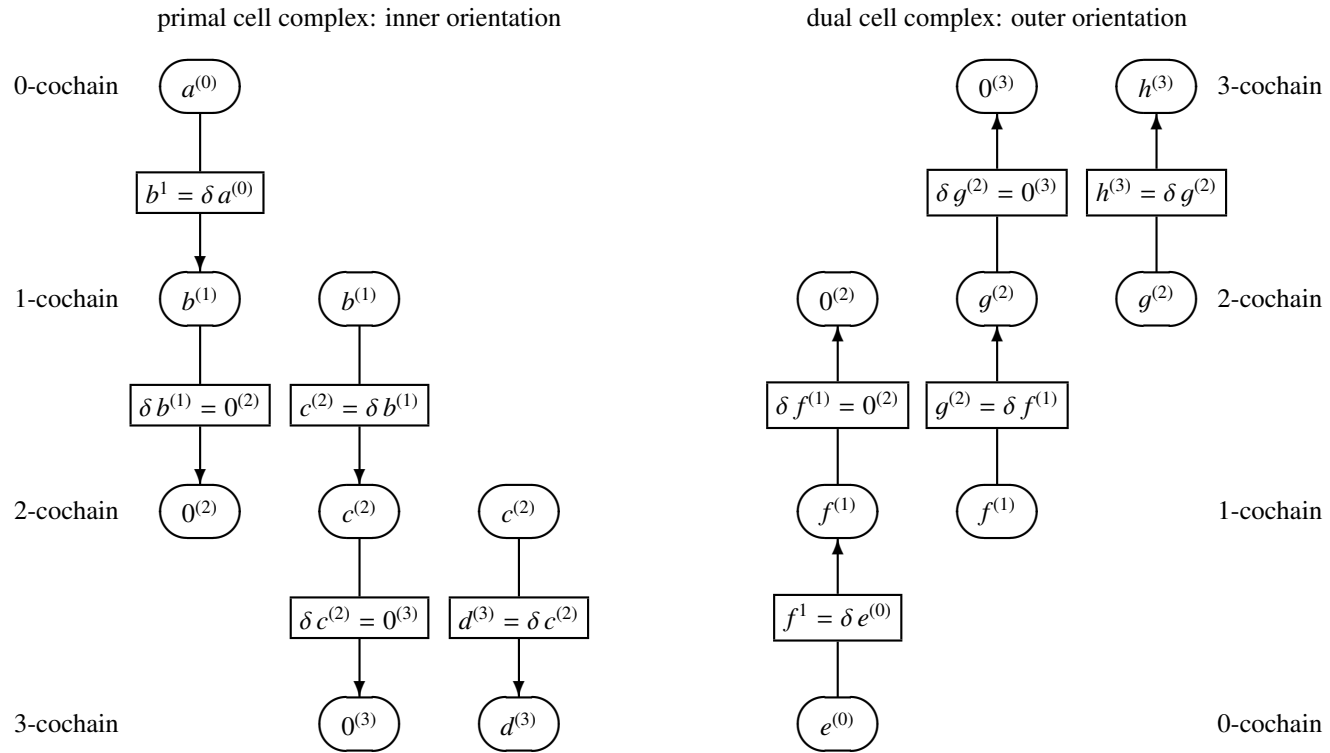 primal cell complex: inner orientation
dual cell complex: outer orientation
0-cochain a⁽⁰⁾ 0⁽³⁾ h⁽³⁾ 3-cochain
b¹ = δ a⁽⁰⁾ δ g⁽²⁾ = 0⁽³⁾ h⁽³⁾ = δ g⁽²⁾
1-cochain b⁽¹⁾ b⁽¹⁾ 0⁽²⁾ g⁽²⁾ g⁽²⁾ 2-cochain
δ b⁽¹⁾ = 0⁽²⁾ c⁽²⁾ = δ b⁽¹⁾ δ f⁽¹⁾ = 0⁽²⁾ g⁽²⁾ = δ f⁽¹⁾
2-cochain 0⁽²⁾ c⁽²⁾ c⁽²⁾ f⁽¹⁾ f⁽¹⁾ 1-cochain
δ c⁽²⁾ = 0⁽³⁾ d⁽³⁾ = δ c⁽²⁾ f¹ = δ e⁽⁰⁾
3-cochain 0⁽³⁾ d⁽³⁾ e⁽⁰⁾ 0-cochain